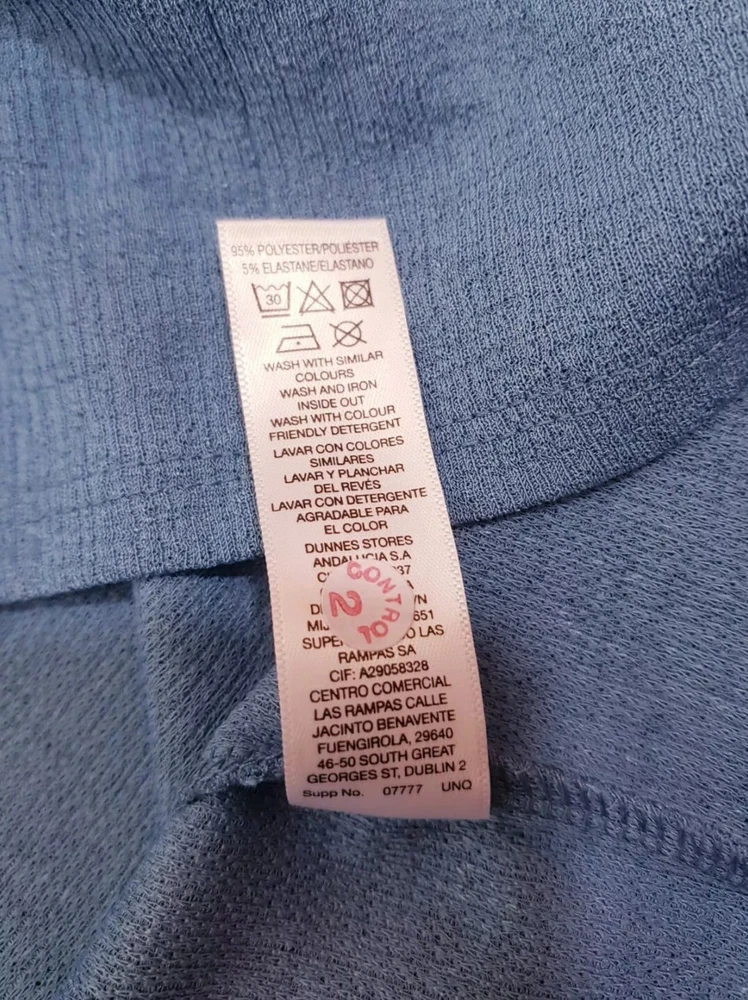 95% POLYESTER/POLIÉSTER
5% ELASTANE/ELASTANO
30
WASH WITH SIMILAR
COLOURS
WASH AND IRON
INSIDE OUT
WASH WITH COLOUR
FRIENDLY DETERGENT
LAVAR CON COLORES
SIMILARES
LAVAR Y PLANCHAR
DEL REVÉS
LAVAR CON DETERGENTE
AGRADABLE PARA
EL COLOR
DUNNES STORES
ANDALUCIA S.A
CONTROL
2
LAS
RAMPAS SA
CIF: A29058328
CENTRO COMERCIAL
LAS RAMPAS CALLE
JACINTO BENAVENTE
FUENGIROLA, 29640
46-50 SOUTH GREAT
GEORGES ST, DUBLIN 2
Supp No. 07777 UNQ